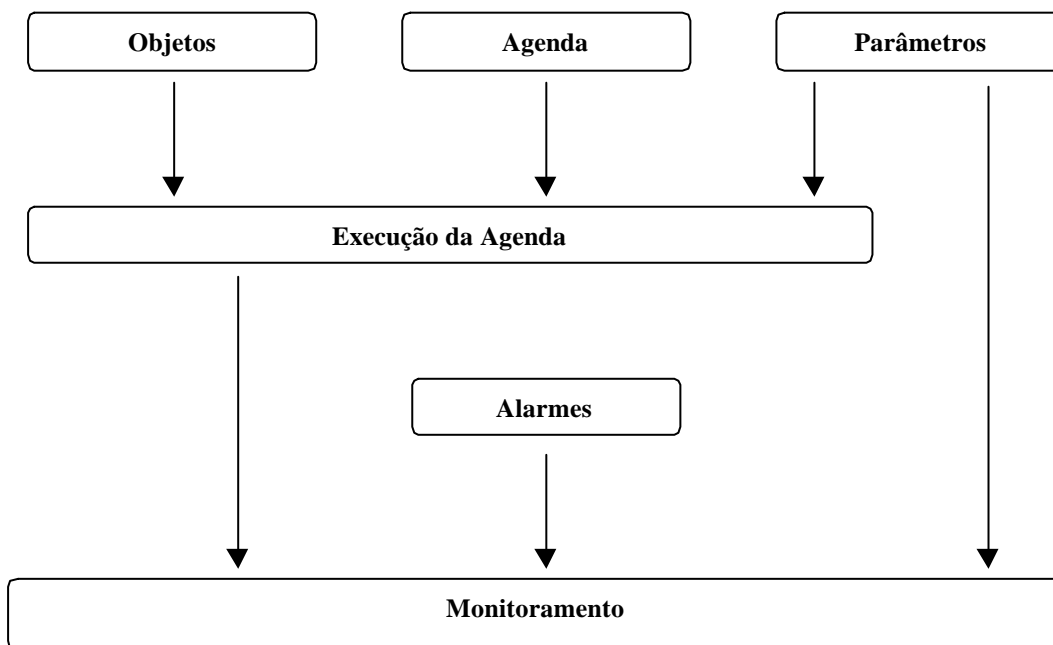 Objetos
Agenda
Parâmetros
Execução da Agenda
Alarmes
Monitoramento